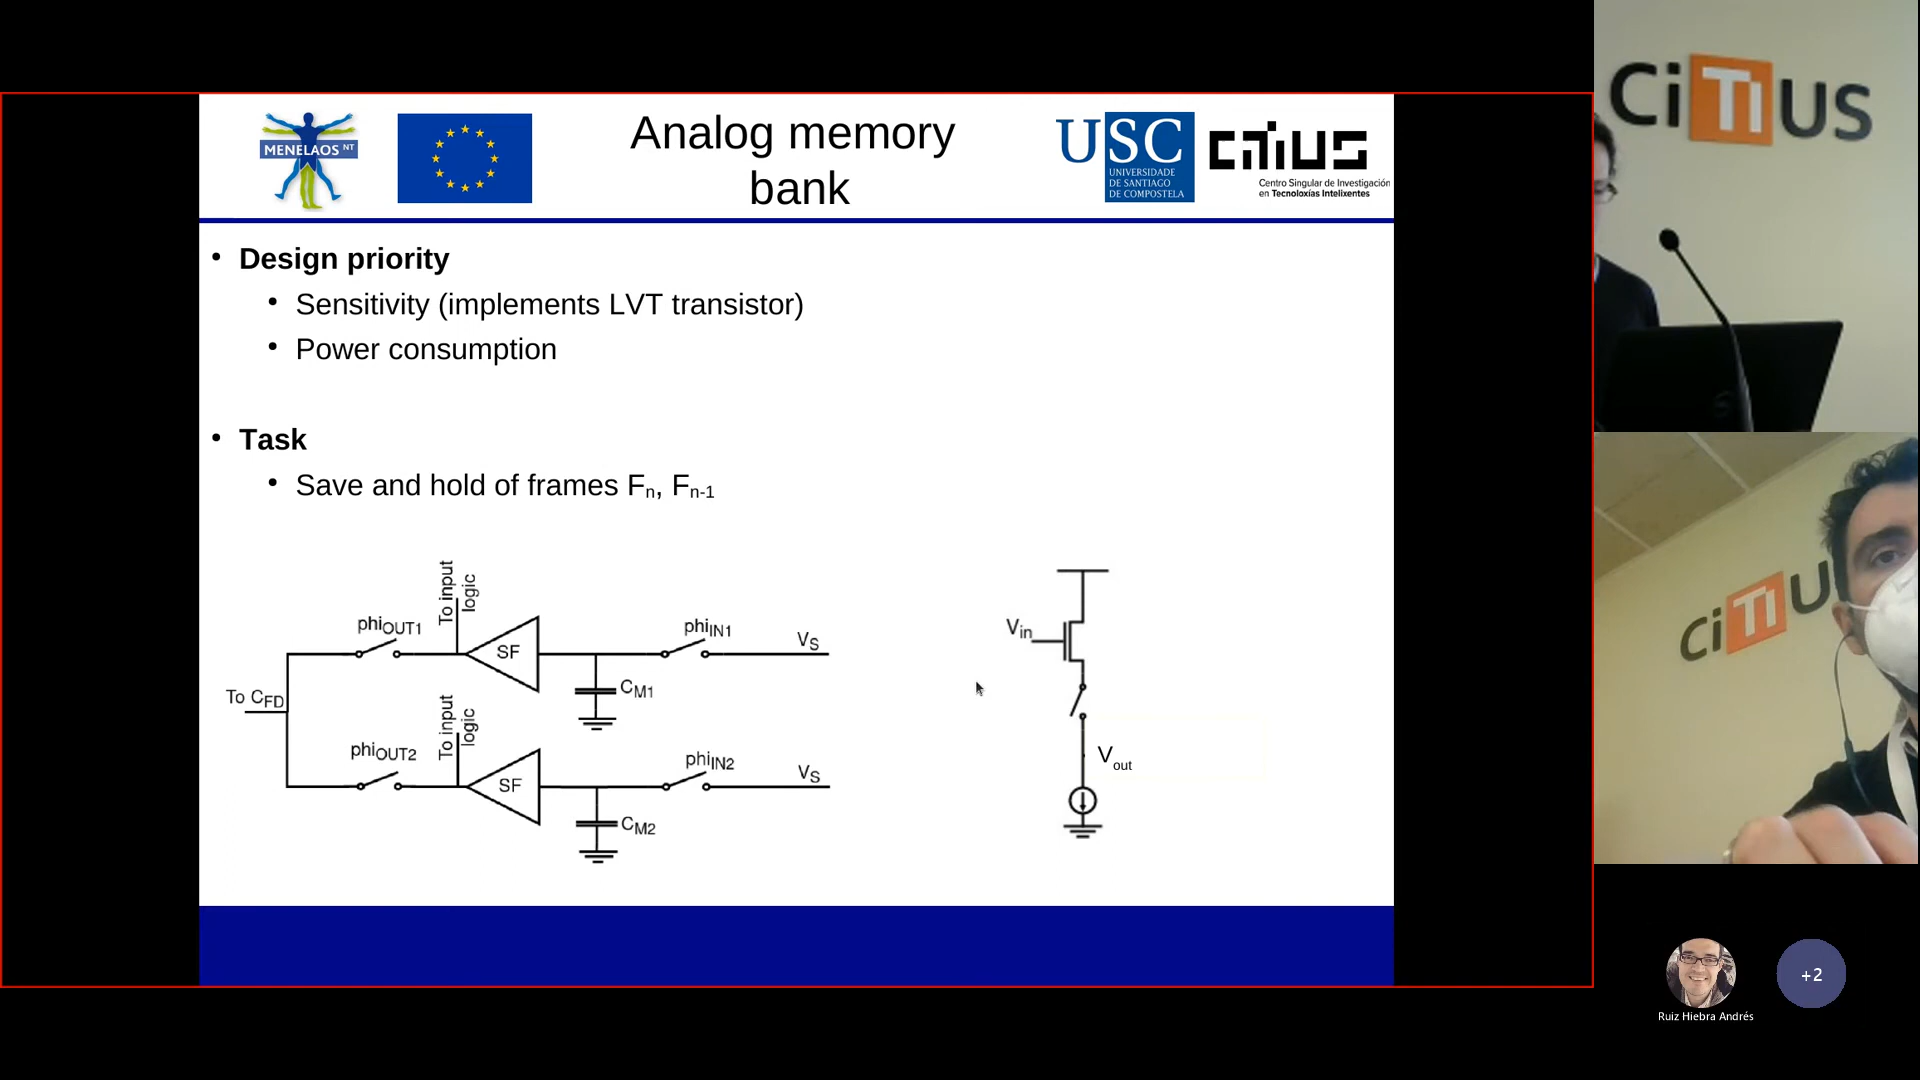 Analog memory
bank
MENELAOS NT
USC
UNIVERSIDADE
DE SANTIAGO
DE COMPOSTELA
CiTIUS
Centro Singular de Investigación
en Tecnoloxías Intelixentes
• Design priority
• Sensitivity (implements LVT transistor)
• Power consumption
• Task
• Save and hold of frames Fn, Fn-1
To input
logic
phiOUT1
SF
phiIN1
VS
CM1
To CFD
To input
logic
phiOUT2
SF
phiIN2
VS
CM2
Vin
Vout
CiTIUS
CiTIU
Ruiz Hiebra Andrés
+2